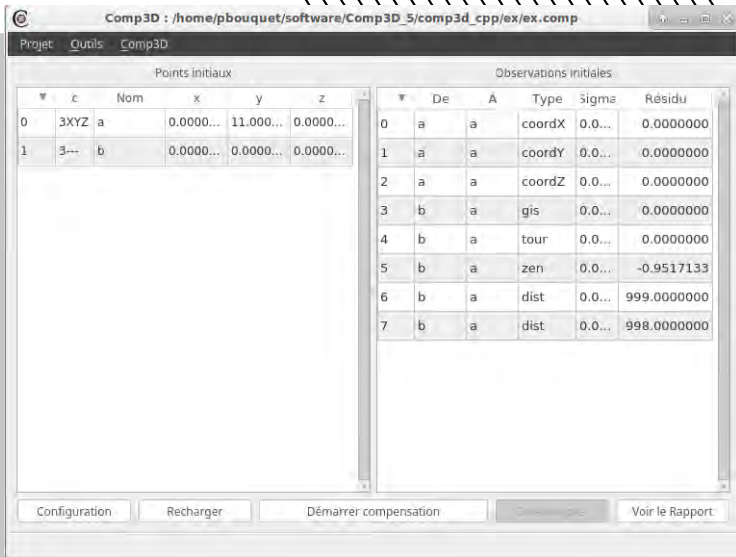 Comp3D : /home/pbouquet/software/Comp3D_5/comp3d_cpp/ex/ex.comp
Projet Outils Comp3D
Points initiaux
c Nom x y z
0 3XYZ a 0.0000... 11.000... 0.0000...
1 3--- b 0.0000... 0.0000... 0.0000...
Observations initiales
De À Type Sigma Résidu
0 a a coordX 0.0... 0.0000000
1 a a coordY 0.0... 0.0000000
2 a a coordZ 0.0... 0.0000000
3 b a gis 0.0... 0.0000000
4 b a tour 0.0... 0.0000000
5 b a zen 0.0... -0.9517133
6 b a dist 0.0... 999.0000000
7 b a dist 0.0... 998.0000000
Configuration Recharger Démarrer compensation Voir le Rapport